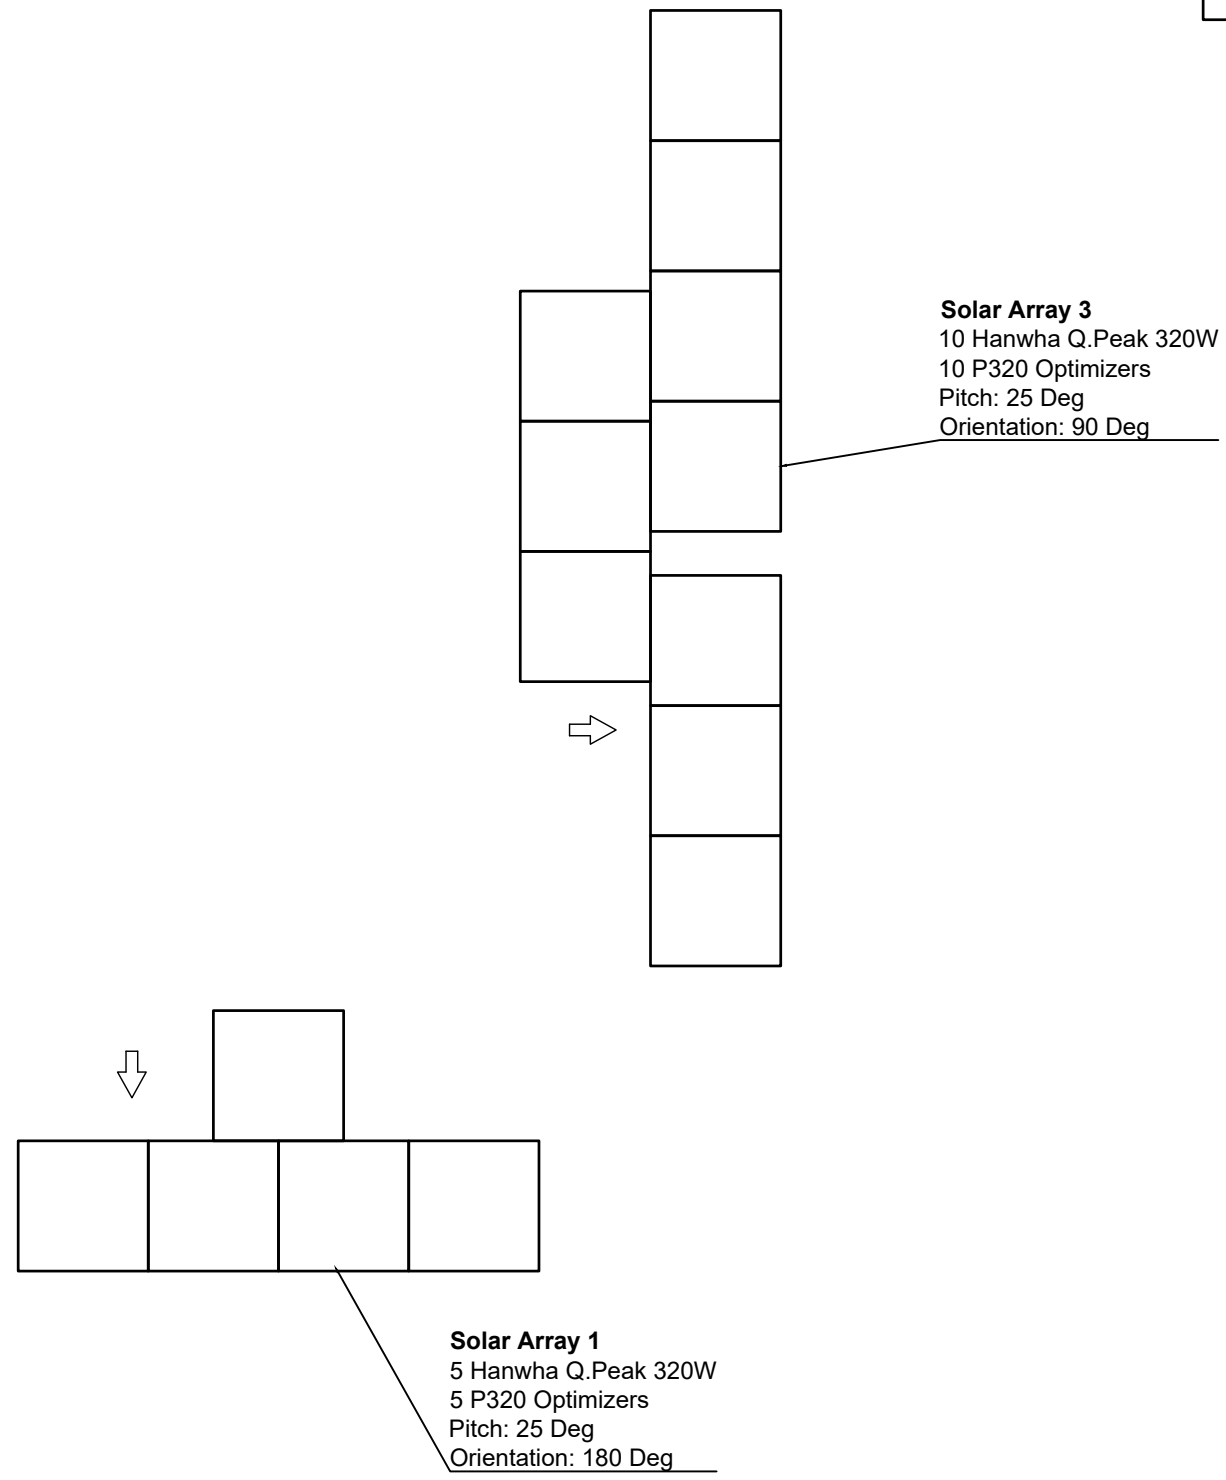 Solar Array 3
10 Hanwha Q.Peak 320W
10 P320 Optimizers
Pitch: 25 Deg
Orientation: 90 Deg
Solar Array 1
5 Hanwha Q.Peak 320W
5 P320 Optimizers
Pitch: 25 Deg
Orientation: 180 Deg